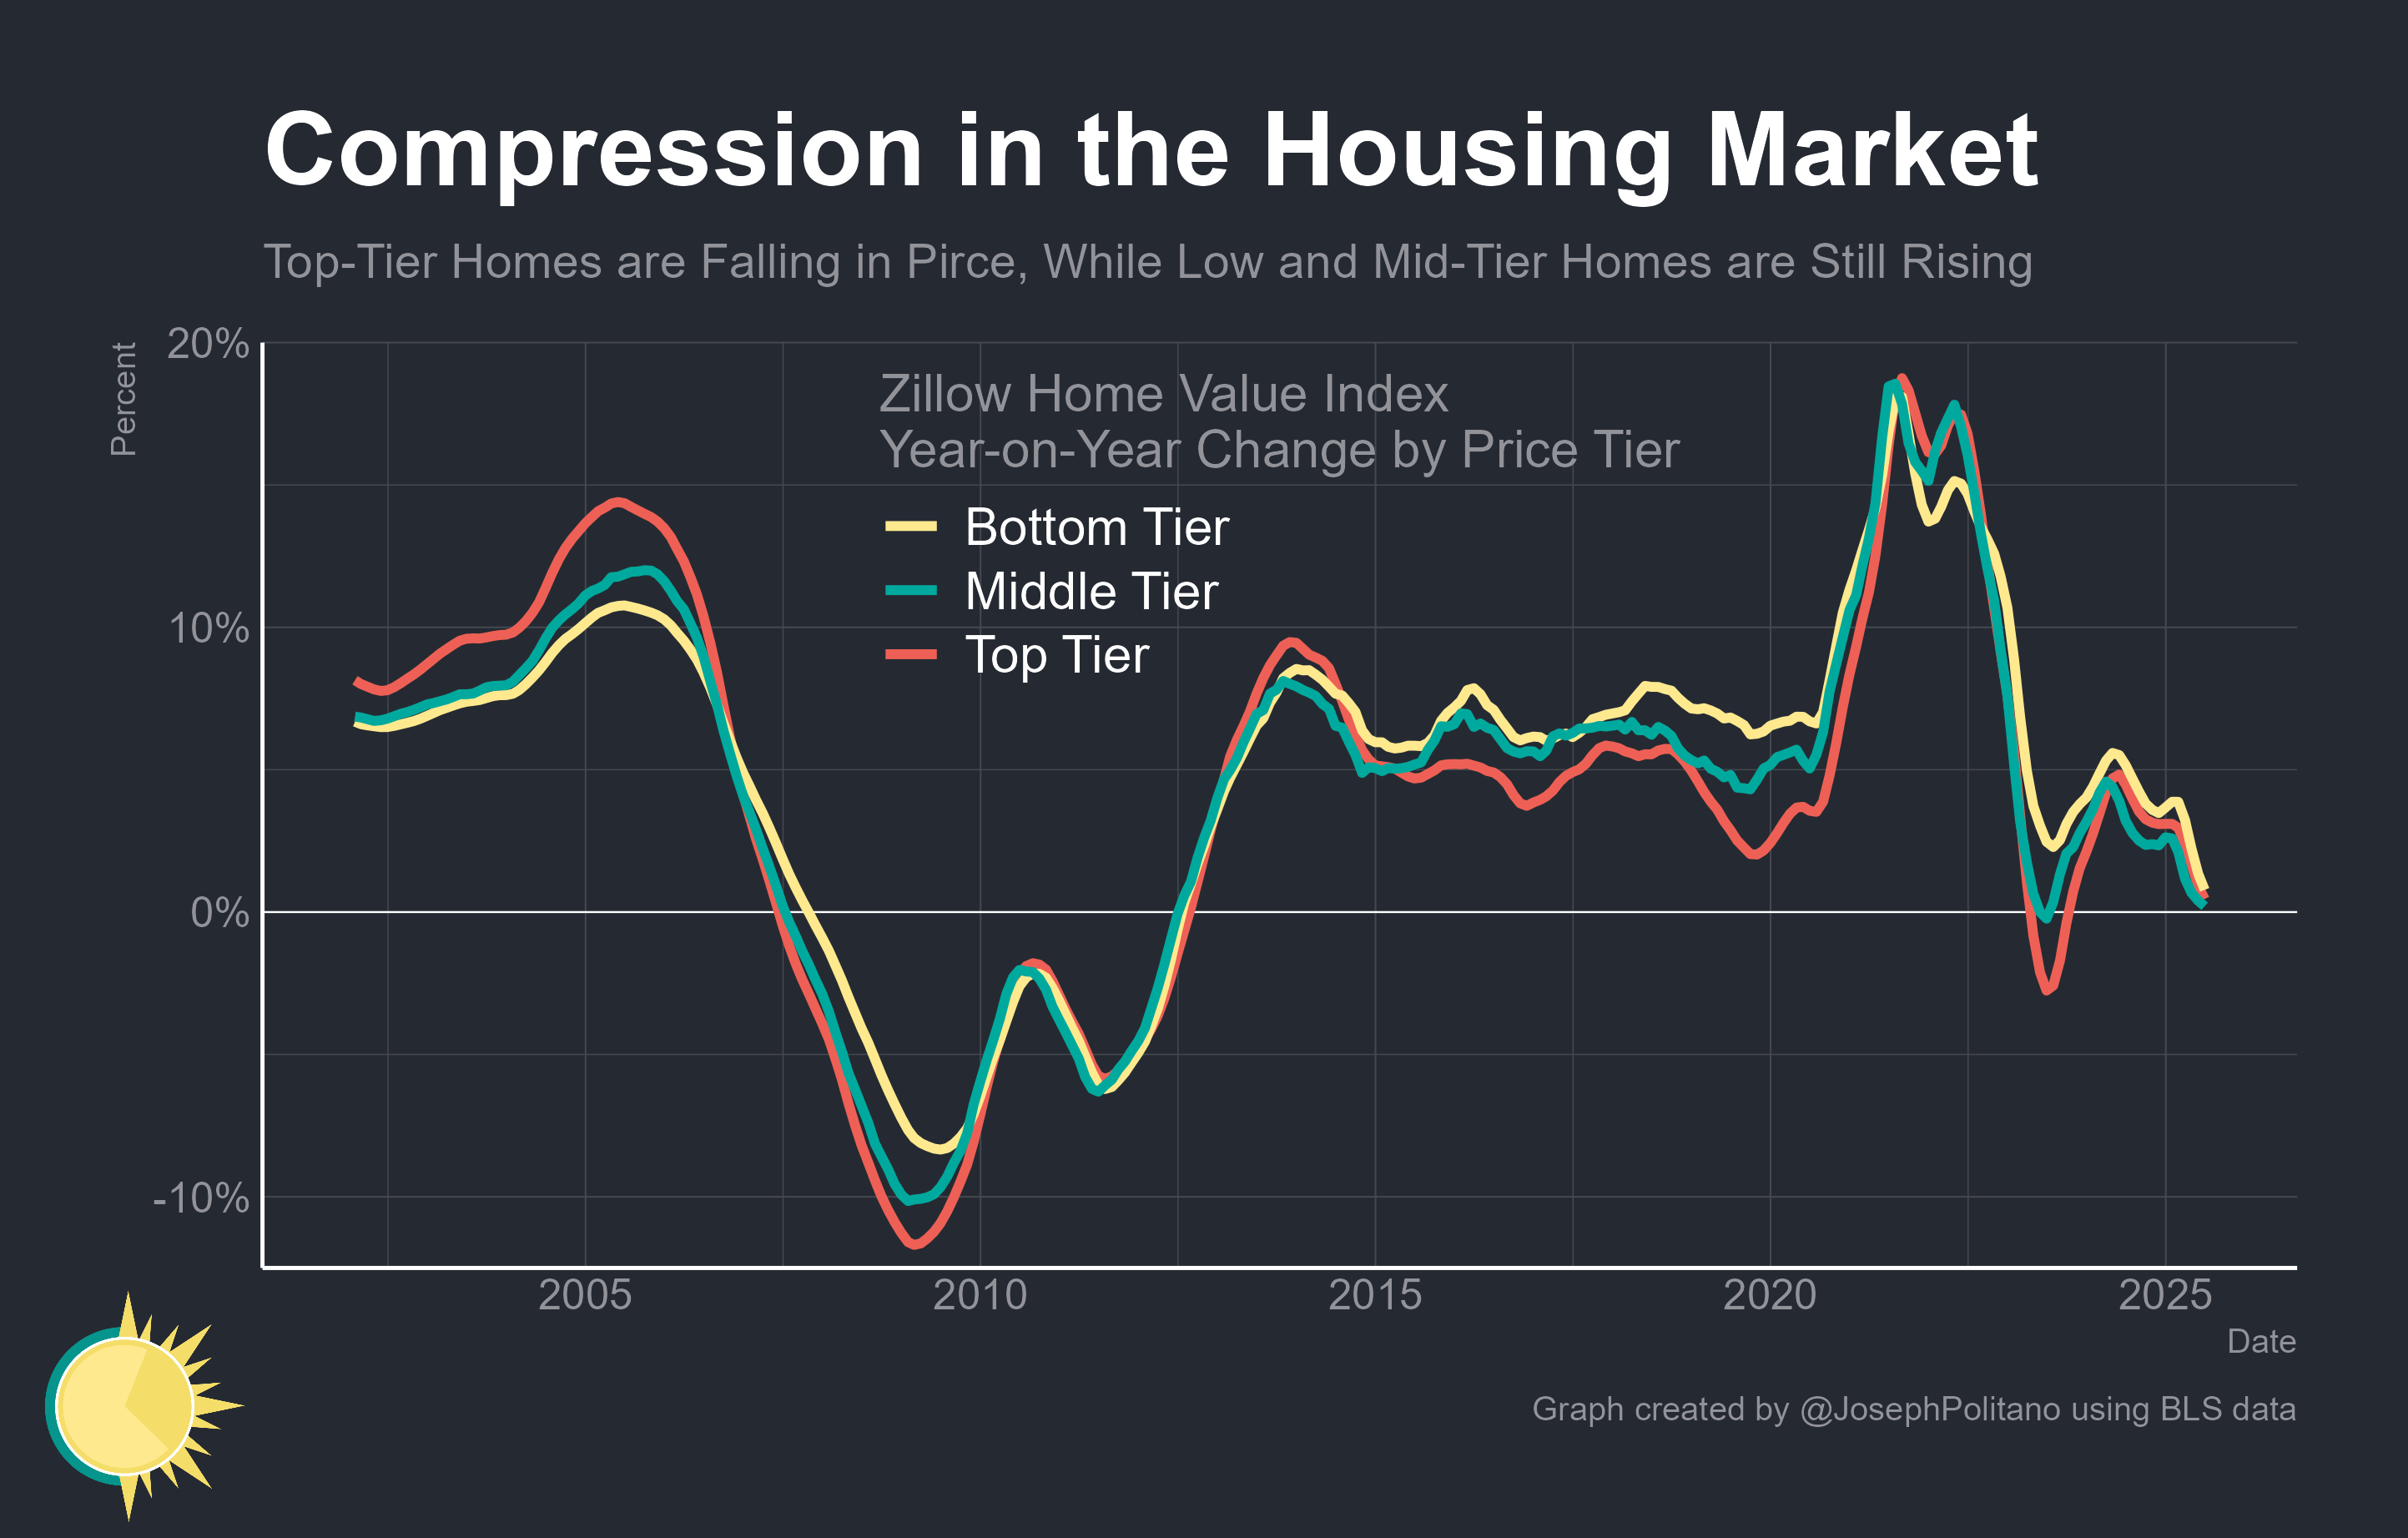 Compression in the Housing Market
Top-Tier Homes are Falling in Pirce, While Low and Mid-Tier Homes are Still Rising
Percent
20%
10%
0%
-10%
Zillow Home Value Index
Year-on-Year Change by Price Tier
Bottom Tier
Middle Tier
Top Tier
2005
2010
2015
2020
2025
Date
Graph created by @JosephPolitano using BLS data